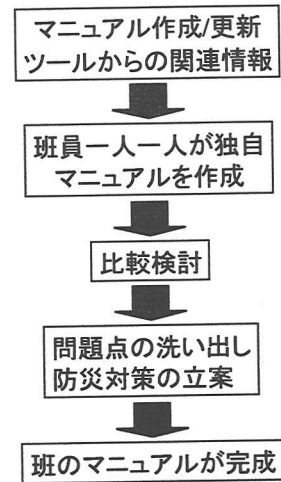 マニュアル作成/更新
ツールからの関連情報
班員一人一人が独自
マニュアルを作成
比較検討
問題点の洗い出し
防災対策の立案
班のマニュアルが完成